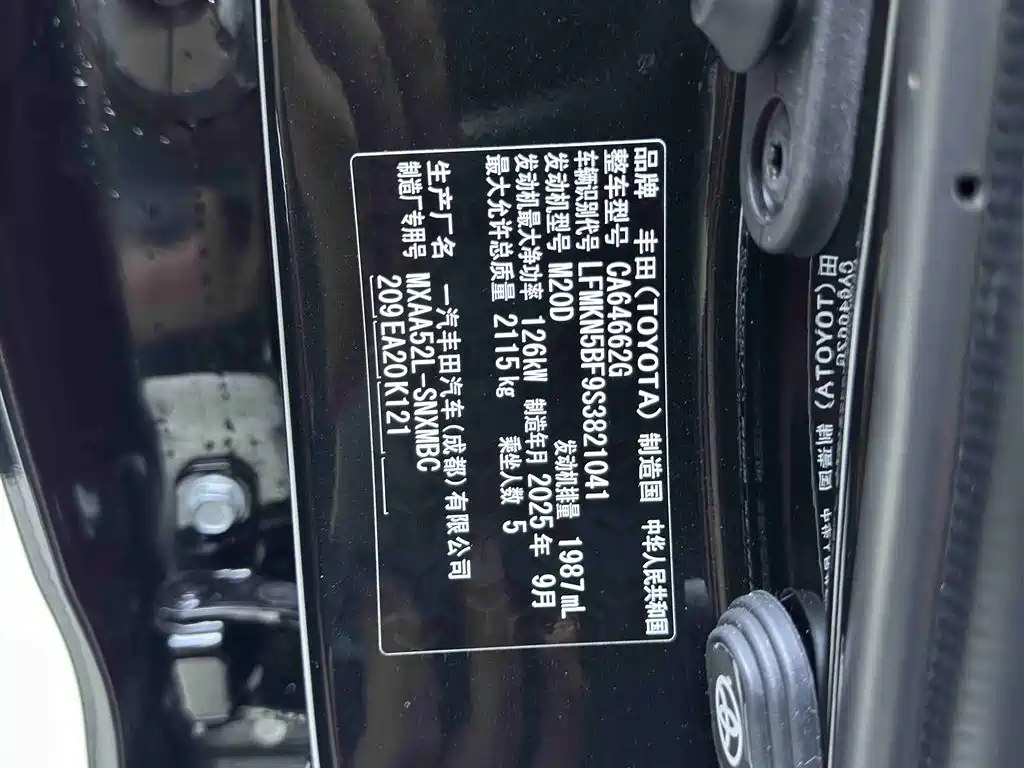 品牌 丰田(TOYOTA) 制造国 中华人民共和国
整车型号 CA64662G
车辆识别代号 LFMKN5BF9S3821041
发动机型号 M20D 发动机排量 1987mL
发动机最大净功率 126kW 制造年月 2025年 9月
最大允许总质量 2115kg 乘坐人数 5
生产厂名 一汽丰田汽车(成都)有限公司
制造厂专用号 MXAA52L-SNXMBC
209EA20K121